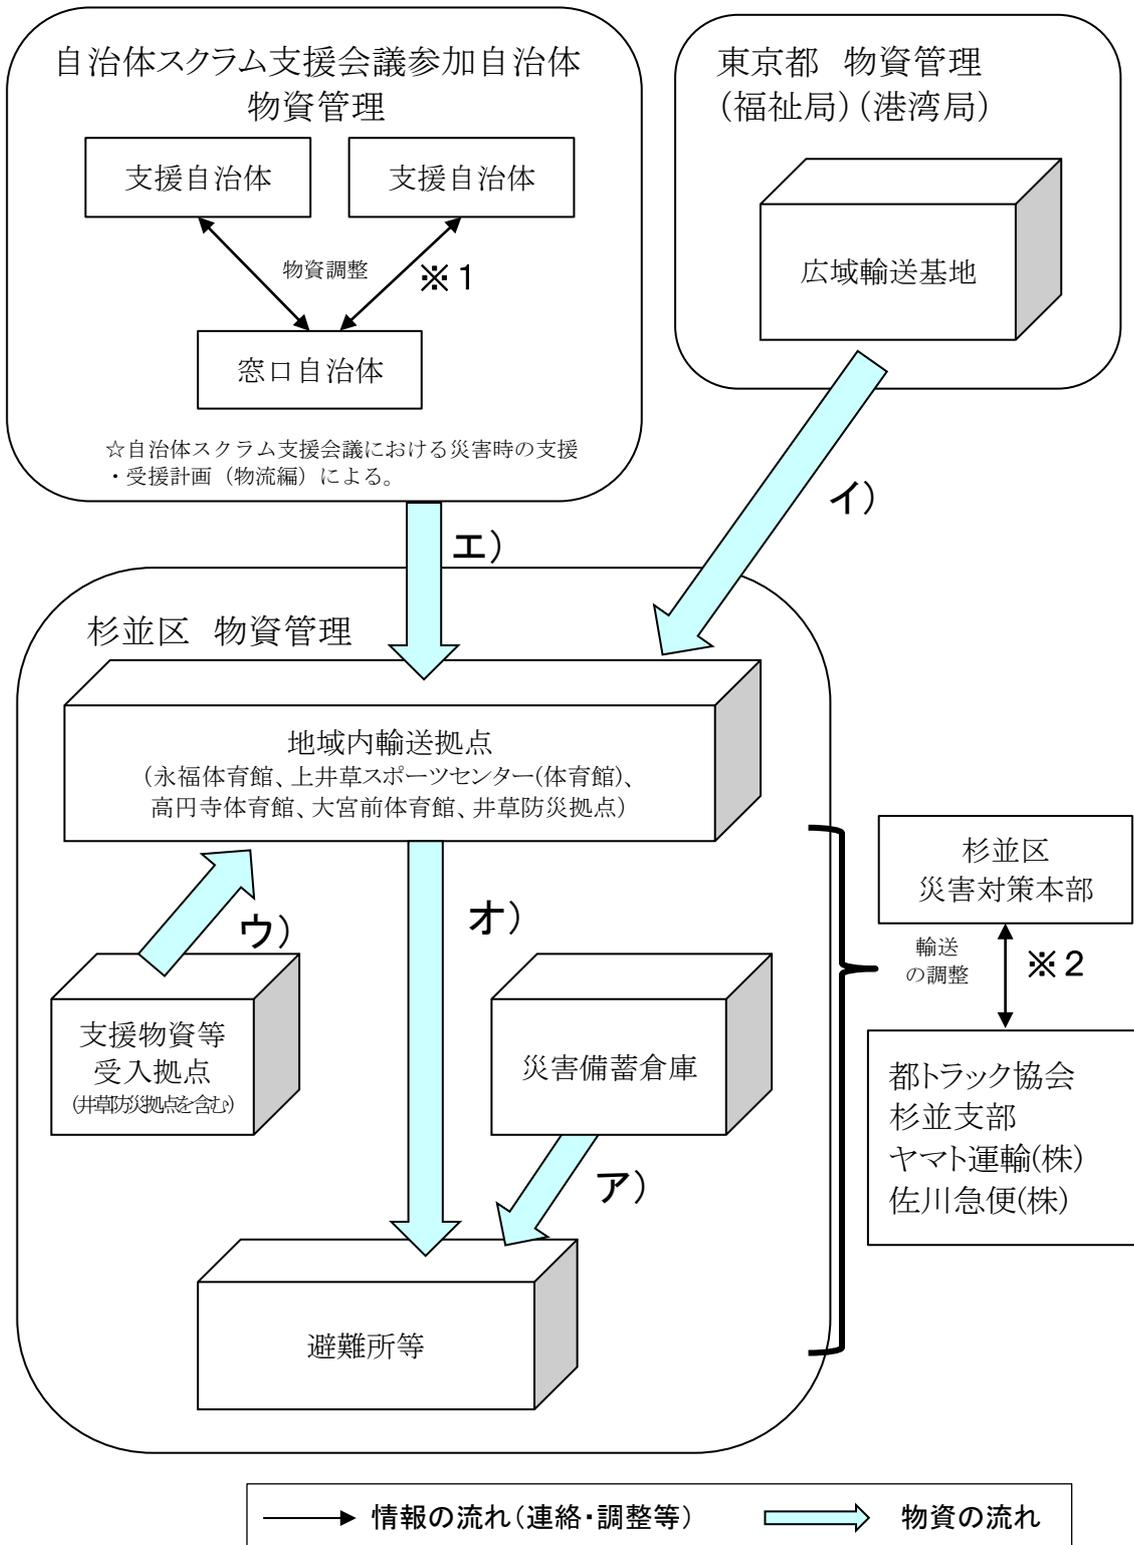 自治体スクラム支援会議参加自治体
物資管理
支援自治体
支援自治体
物資調整
※1
窓口自治体
☆自治体スクラム支援会議における災害時の支援
・受援計画（物流編）による。
東京都　物資管理
（福祉局）（港湾局）
広域輸送基地
イ）
エ）
杉並区　物資管理
地域内輸送拠点
（永福体育館、上井草スポーツセンター（体育館）、
高円寺体育館、大宮前体育館、井草防災拠点）
ウ）
オ）
支援物資等
受入拠点
（井草防災拠点を含む）
災害備蓄倉庫
ア）
避難所等
杉並区
災害対策本部
輸送
の調整
※2
都トラック協会
杉並支部
ヤマト運輸(株)
佐川急便(株)
情報の流れ（連絡・調整等）
物資の流れ